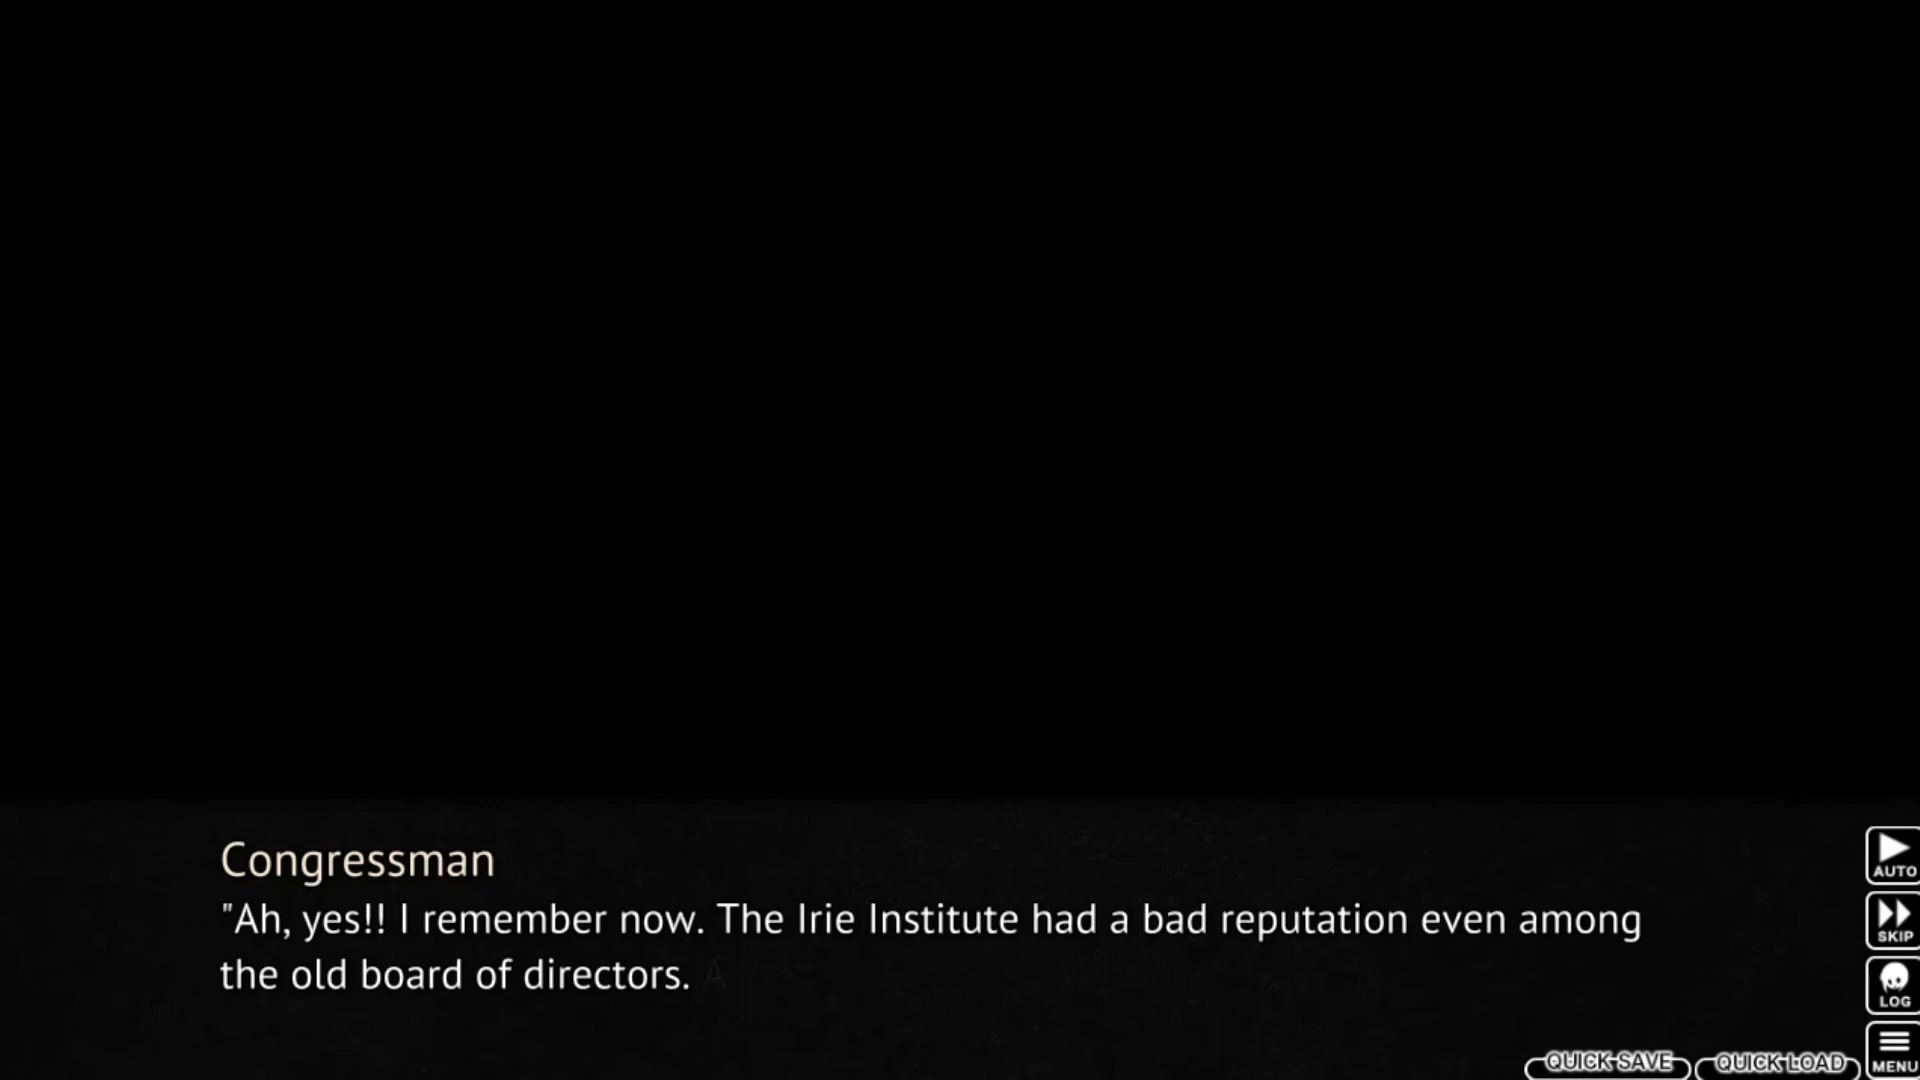 Congressman
"Ah, yes!! I remember now. The Irie Institute had a bad reputation even among
the old board of directors. A
AUTO
SKIP
LOG
MENU
QUICK SAVE
QUICK LOAD